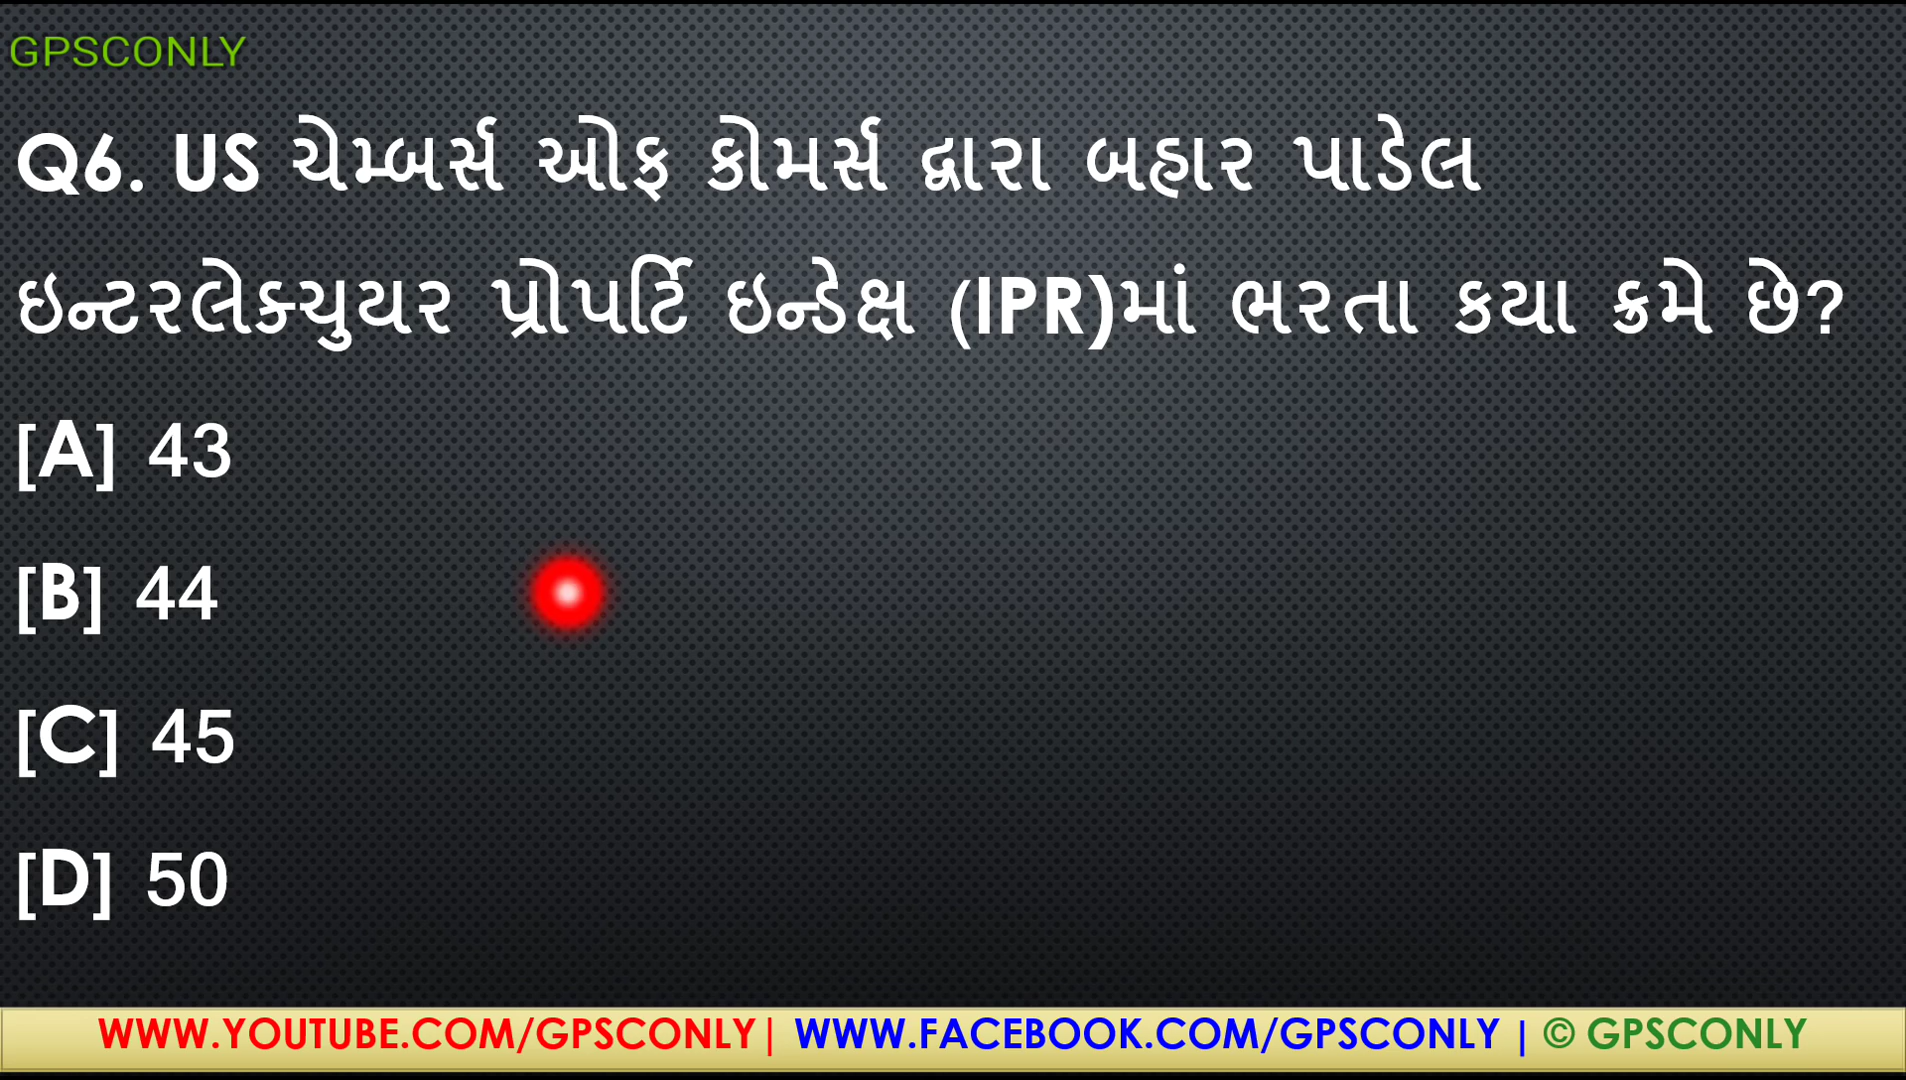 GPSCONLY
Q6. US ચેમ્બર્સ ઓફ કોમર્સ દ્વારા બહાર પાડેલ
ઇન્ટરલેક્ચુયર પ્રોપર્ટિ ઇન્ડેક્ષ (IPR)માં ભરતા કયા ક્રમે છે?
[A] 43
[B] 44
[C] 45
[D] 50
WWW.YOUTUBE.COM/GPSCONLY| WWW.FACEBOOK.COM/GPSCONLY | © GPSCONLY